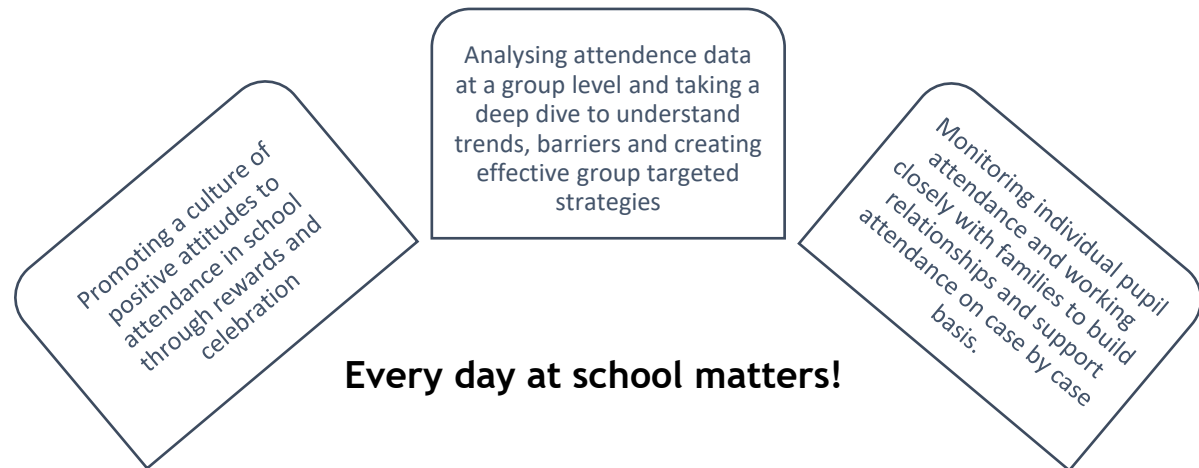 Promoting a culture of
positive attitudes to
attendance in school
through rewards and
celebration
Analysing attendence data
at a group level and taking a
deep dive to understand
trends, barriers and creating
effective group targeted
strategies
Monitoring individual pupil
attendance and working
closely with families to build
relationships and support
attendance on case by case
basis.
Every day at school matters!